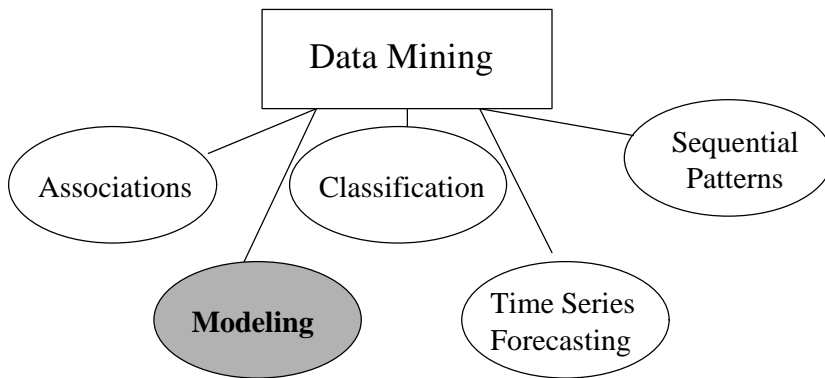 Data Mining
Associations
Classification
Sequential
Patterns
Modeling
Time Series
Forecasting